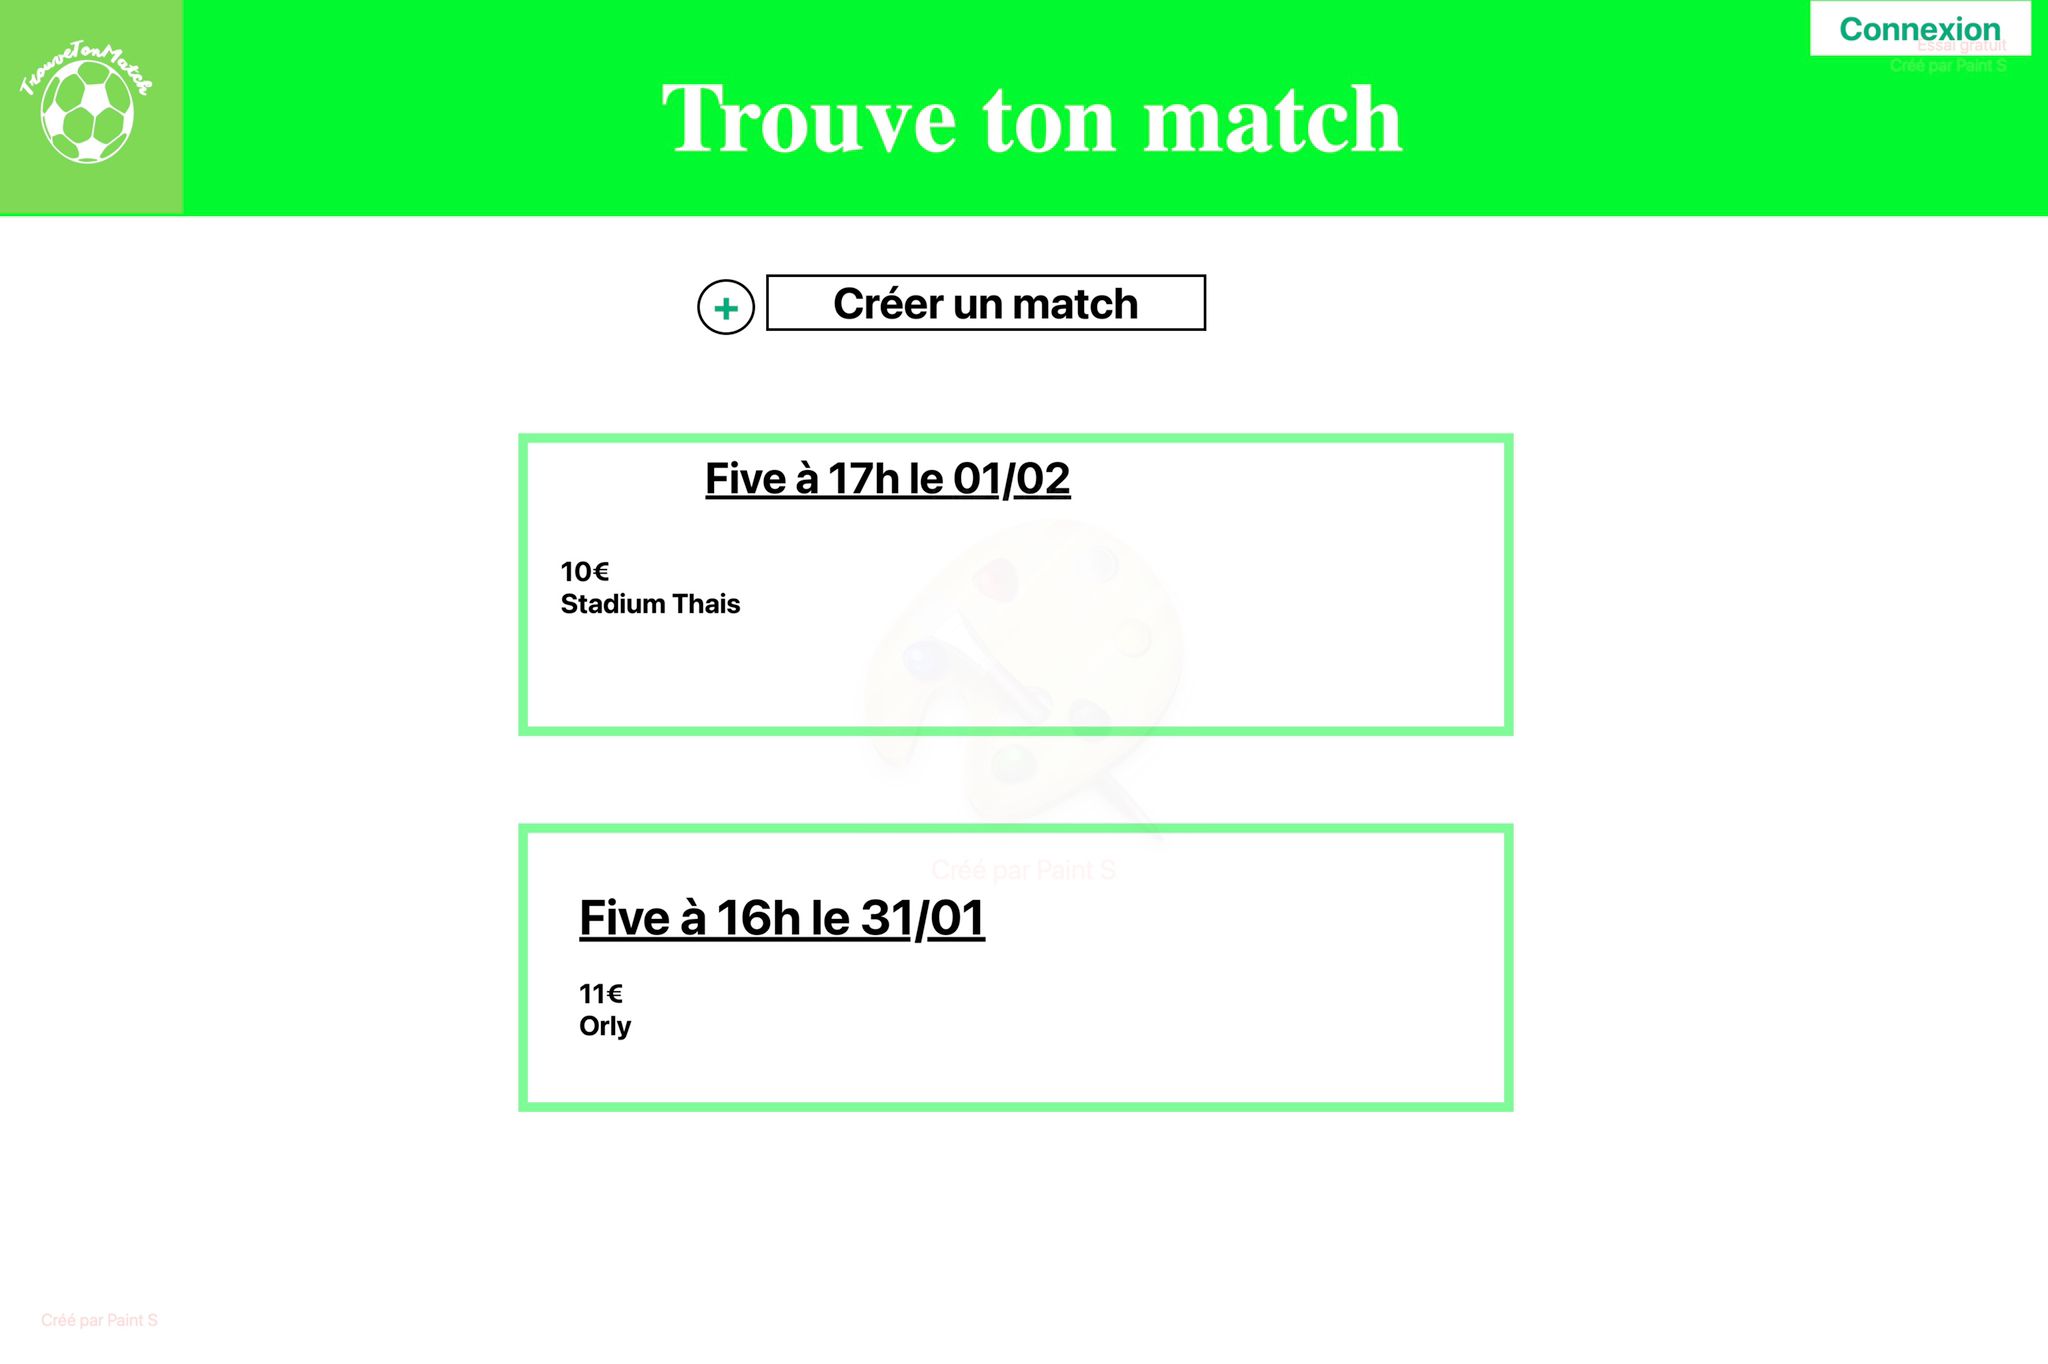 TrouveTonMatch
Connexion
Essai gratuit
Créé par Paint S
Trouve ton match
+
Créer un match
Five à 17h le 01/02
10€
Stadium Thais
Créé par Paint S
Five à 16h le 31/01
11€
Orly
Créé par Paint S